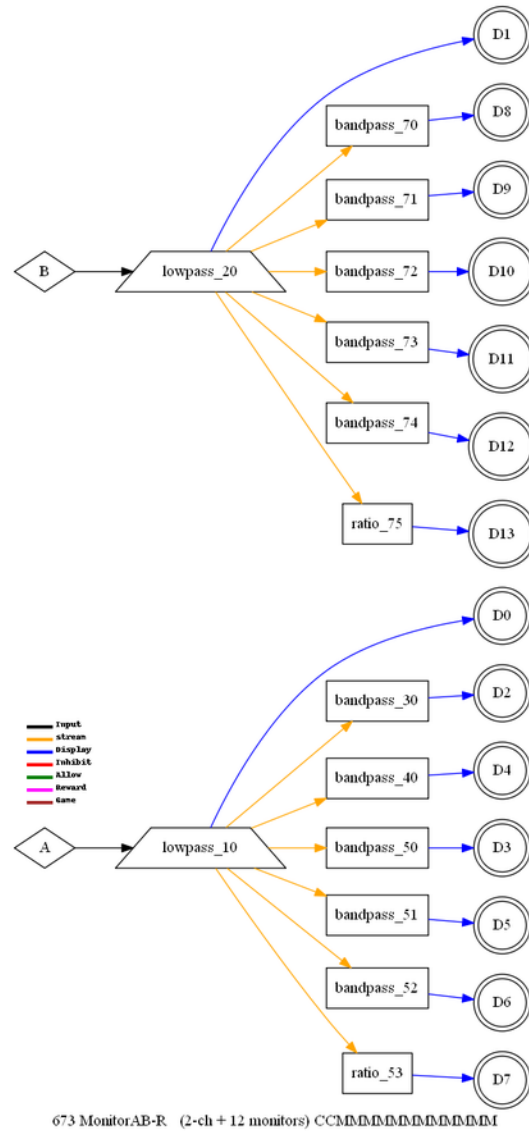 D1
bandpass_70
D8
bandpass_71
D9
B
lowpass_20
bandpass_72
D10
bandpass_73
D11
bandpass_74
D12
ratio_75
D13
D0
bandpass_30
D2
Input
stream
Display
Inhibit
Allow
Reward
Game
bandpass_40
D4
A
lowpass_10
bandpass_50
D3
bandpass_51
D5
bandpass_52
D6
ratio_53
D7
673 MonitorAB-R (2-ch + 12 monitors) CCMMMMMMMMMMMM